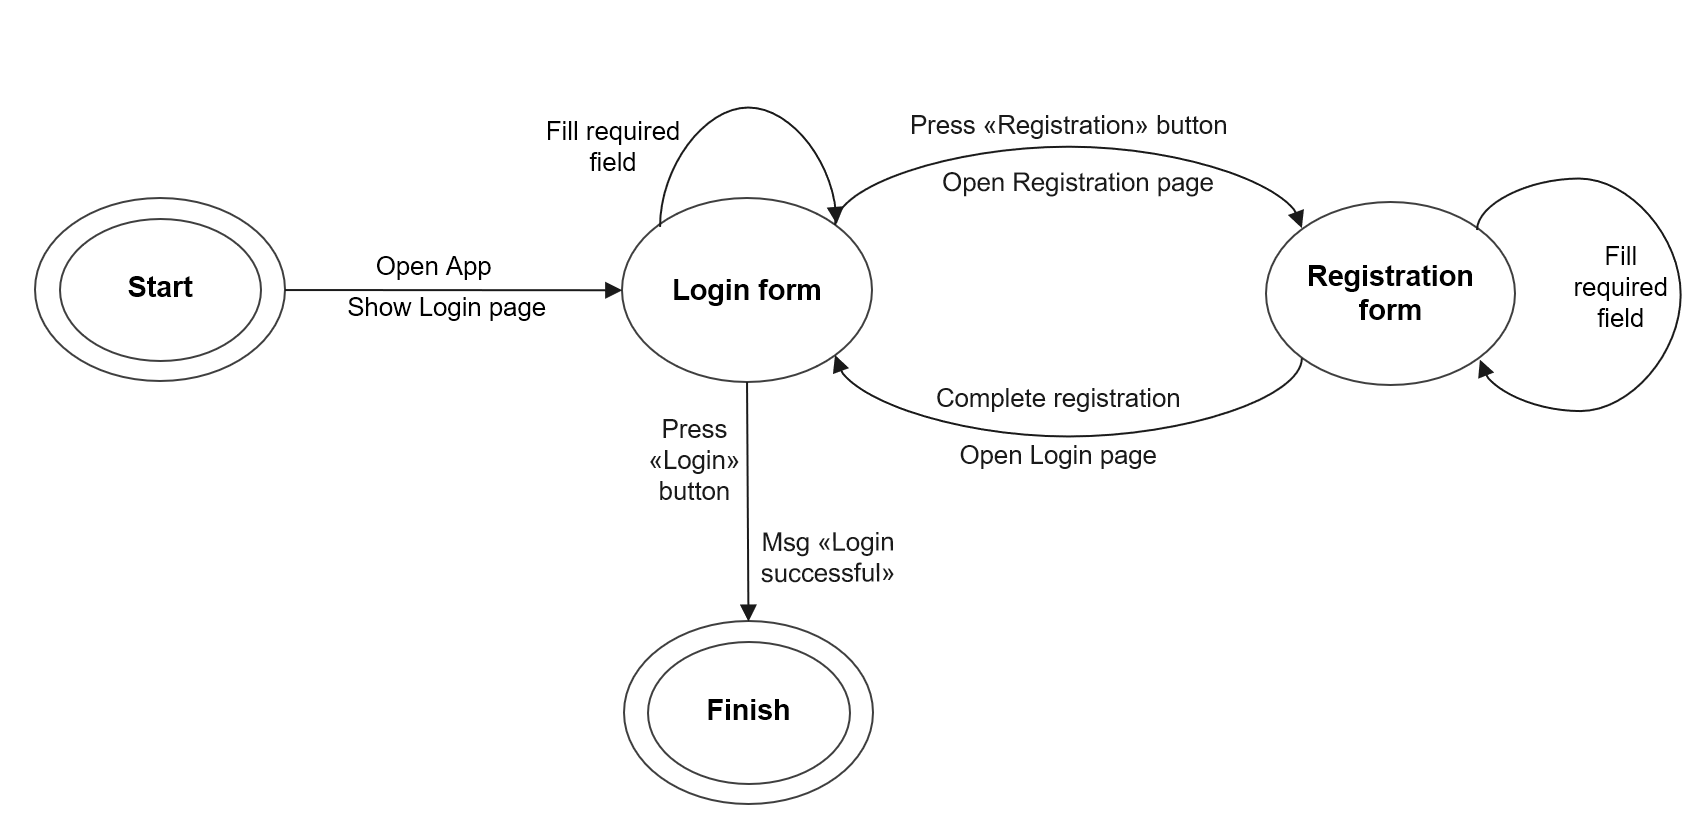 Press «Registration» button
Fill required
field
Open Registration page
Fill
required
field
Open App
Start
Show Login page
Login form
Registration
form
Complete registration
Open Login page
Press
«Login»
button
Msg «Login
successful»
Finish